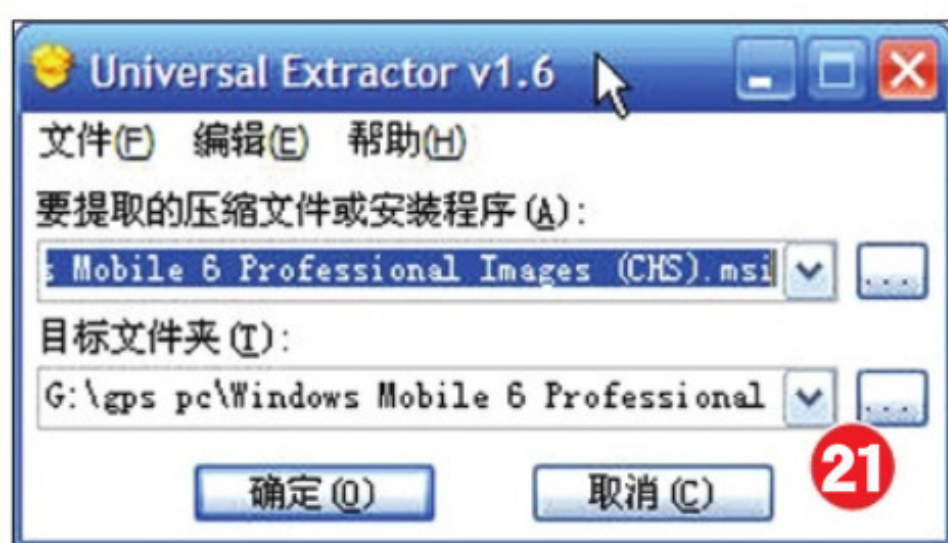 Universal Extractor v1.6
文件(F) 编辑(E) 帮助(H)
要提取的压缩文件或安装程序(A):
s Mobile 6 Professional Images (CHS).msi
...
目标文件夹(T):
G:\gps pc\Windows Mobile 6 Professional
...
确定(O) 取消(C)
21